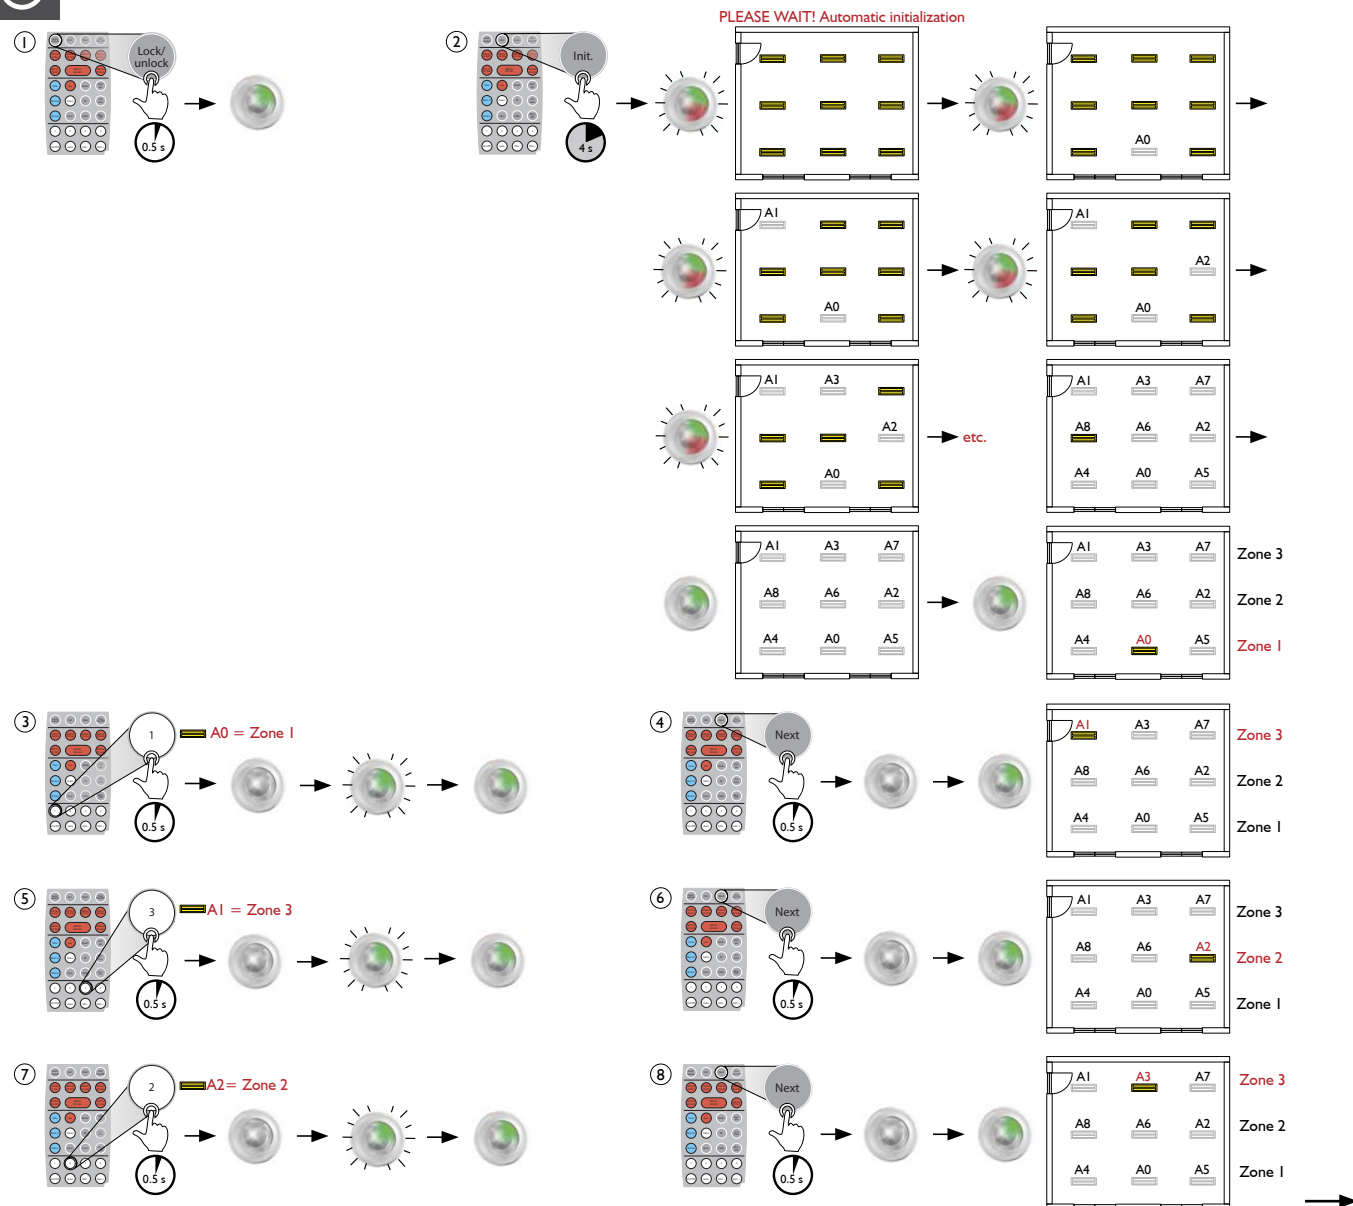 PLEASE WAIT! Automatic initialization
1
Lock/
unlock
0.5 s
2
Init.
4 s
A0
A1
A0
A1
A2
A0
A1
A3
A2
A0
etc.
A1
A3
A7
A8
A6
A2
A4
A0
A5
A1
A3
A7
A8
A6
A2
A4
A0
A5
A1
A3
A7
Zone 3
A8
A6
A2
Zone 2
A4
A0
A5
Zone 1
3
1
A0 = Zone 1
0.5 s
4
Next
0.5 s
A1
A3
A7
Zone 3
A8
A6
A2
Zone 2
A4
A0
A5
Zone 1
5
3
A1 = Zone 3
0.5 s
6
Next
0.5 s
A1
A3
A7
Zone 3
A8
A6
A2
Zone 2
A4
A0
A5
Zone 1
7
2
A2= Zone 2
0.5 s
8
Next
0.5 s
A1
A3
A7
Zone 3
A8
A6
A2
Zone 2
A4
A0
A5
Zone 1